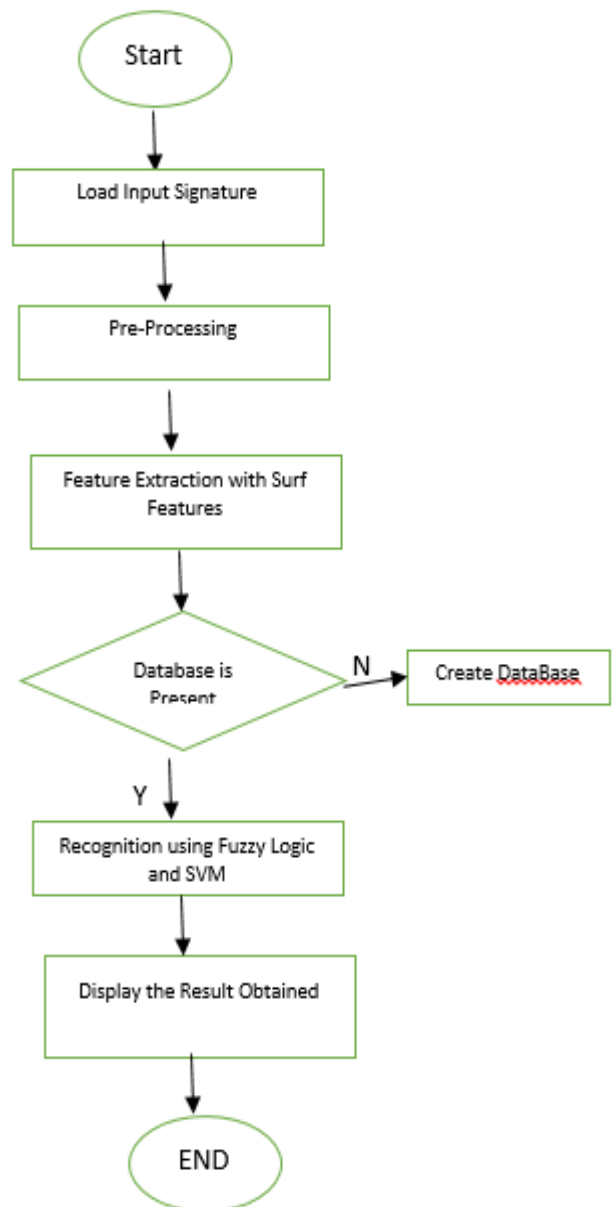 Start
Load Input Signature
Pre-Processing
Feature Extraction with Surf
Features
Database is
Present
N
Create DataBase
Y
Recognition using Fuzzy Logic
and SVM
Display the Result Obtained
END